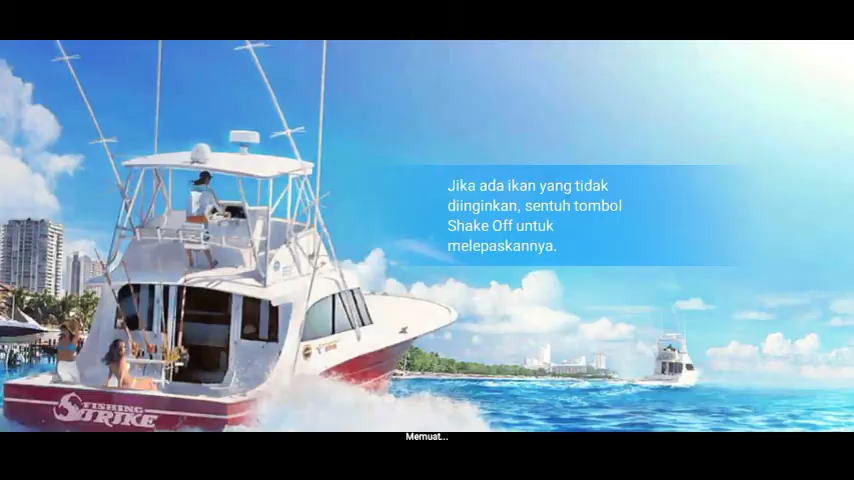 Jika ada ikan yang tidak
diinginkan, sentuh tombol
Shake Off untuk
melepaskannya.
FISHING
STRIKE
Memuat...